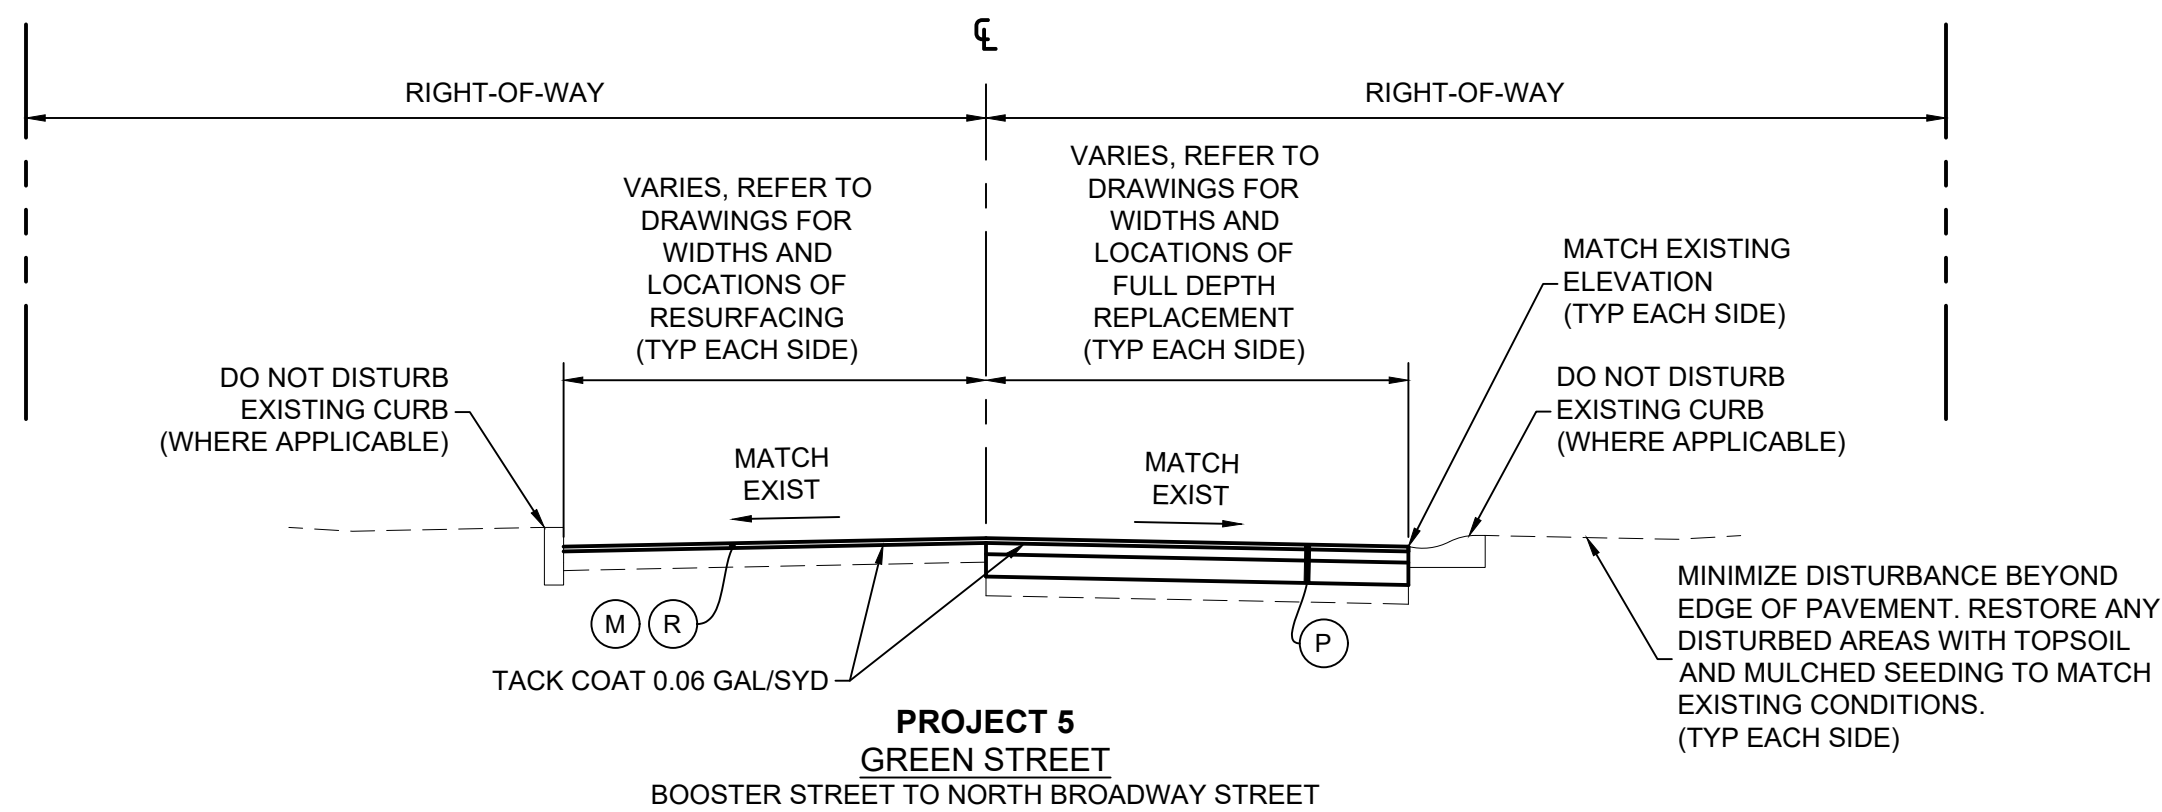 ℄
RIGHT-OF-WAY
RIGHT-OF-WAY
VARIES, REFER TO
DRAWINGS FOR
WIDTHS AND
LOCATIONS OF
RESURFACING
(TYP EACH SIDE)
VARIES, REFER TO
DRAWINGS FOR
WIDTHS AND
LOCATIONS OF
FULL DEPTH
REPLACEMENT
(TYP EACH SIDE)
MATCH EXISTING
ELEVATION
(TYP EACH SIDE)
DO NOT DISTURB
EXISTING CURB
(WHERE APPLICABLE)
DO NOT DISTURB
EXISTING CURB
(WHERE APPLICABLE)
MATCH
EXIST
MATCH
EXIST
M R
P
TACK COAT 0.06 GAL/SYD
MINIMIZE DISTURBANCE BEYOND
EDGE OF PAVEMENT. RESTORE ANY
DISTURBED AREAS WITH TOPSOIL
AND MULCHED SEEDING TO MATCH
EXISTING CONDITIONS.
(TYP EACH SIDE)
PROJECT 5
GREEN STREET
BOOSTER STREET TO NORTH BROADWAY STREET